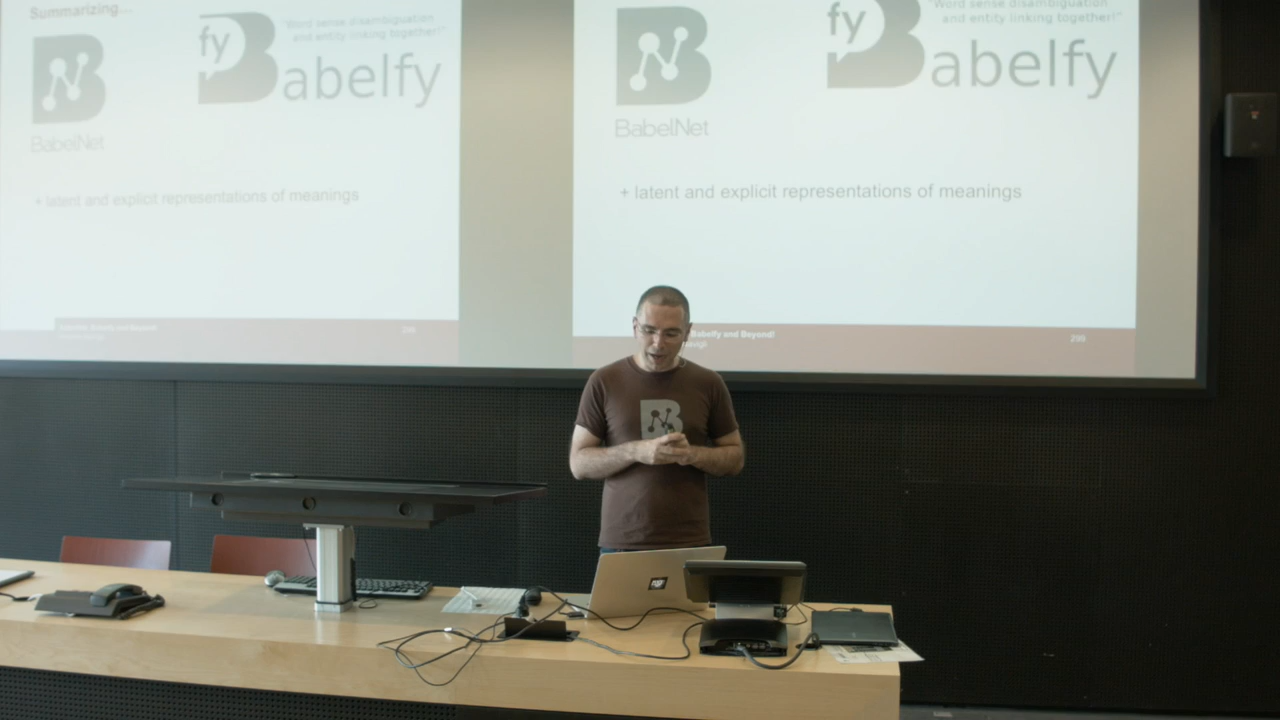 Summarizing...
fy
"Word sense disambiguation
and entity linking together!"
Babelfy
BabelNet
+ latent and explicit representations of meanings
fy
"Word sense disambiguation
and entity linking together!"
Babelfy
BabelNet
+ latent and explicit representations of meanings
Babelfy and Beyond!
299
B